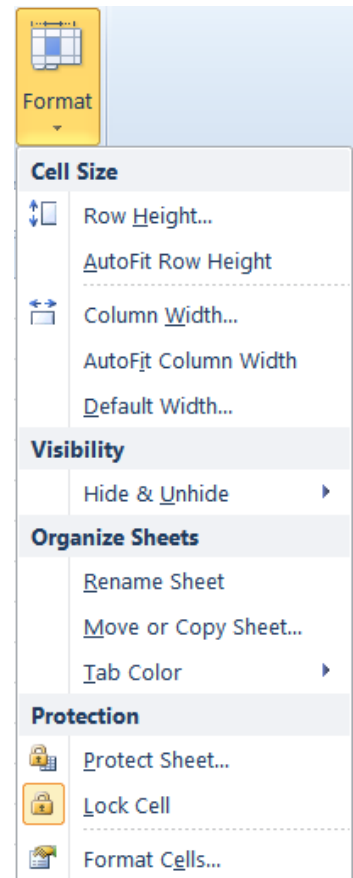 Format
Cell Size
Row Height...
AutoFit Row Height
Column Width...
AutoFit Column Width
Default Width...
Visibility
Hide & Unhide
Organize Sheets
Rename Sheet
Move or Copy Sheet...
Tab Color
Protection
Protect Sheet...
Lock Cell
Format Cells...